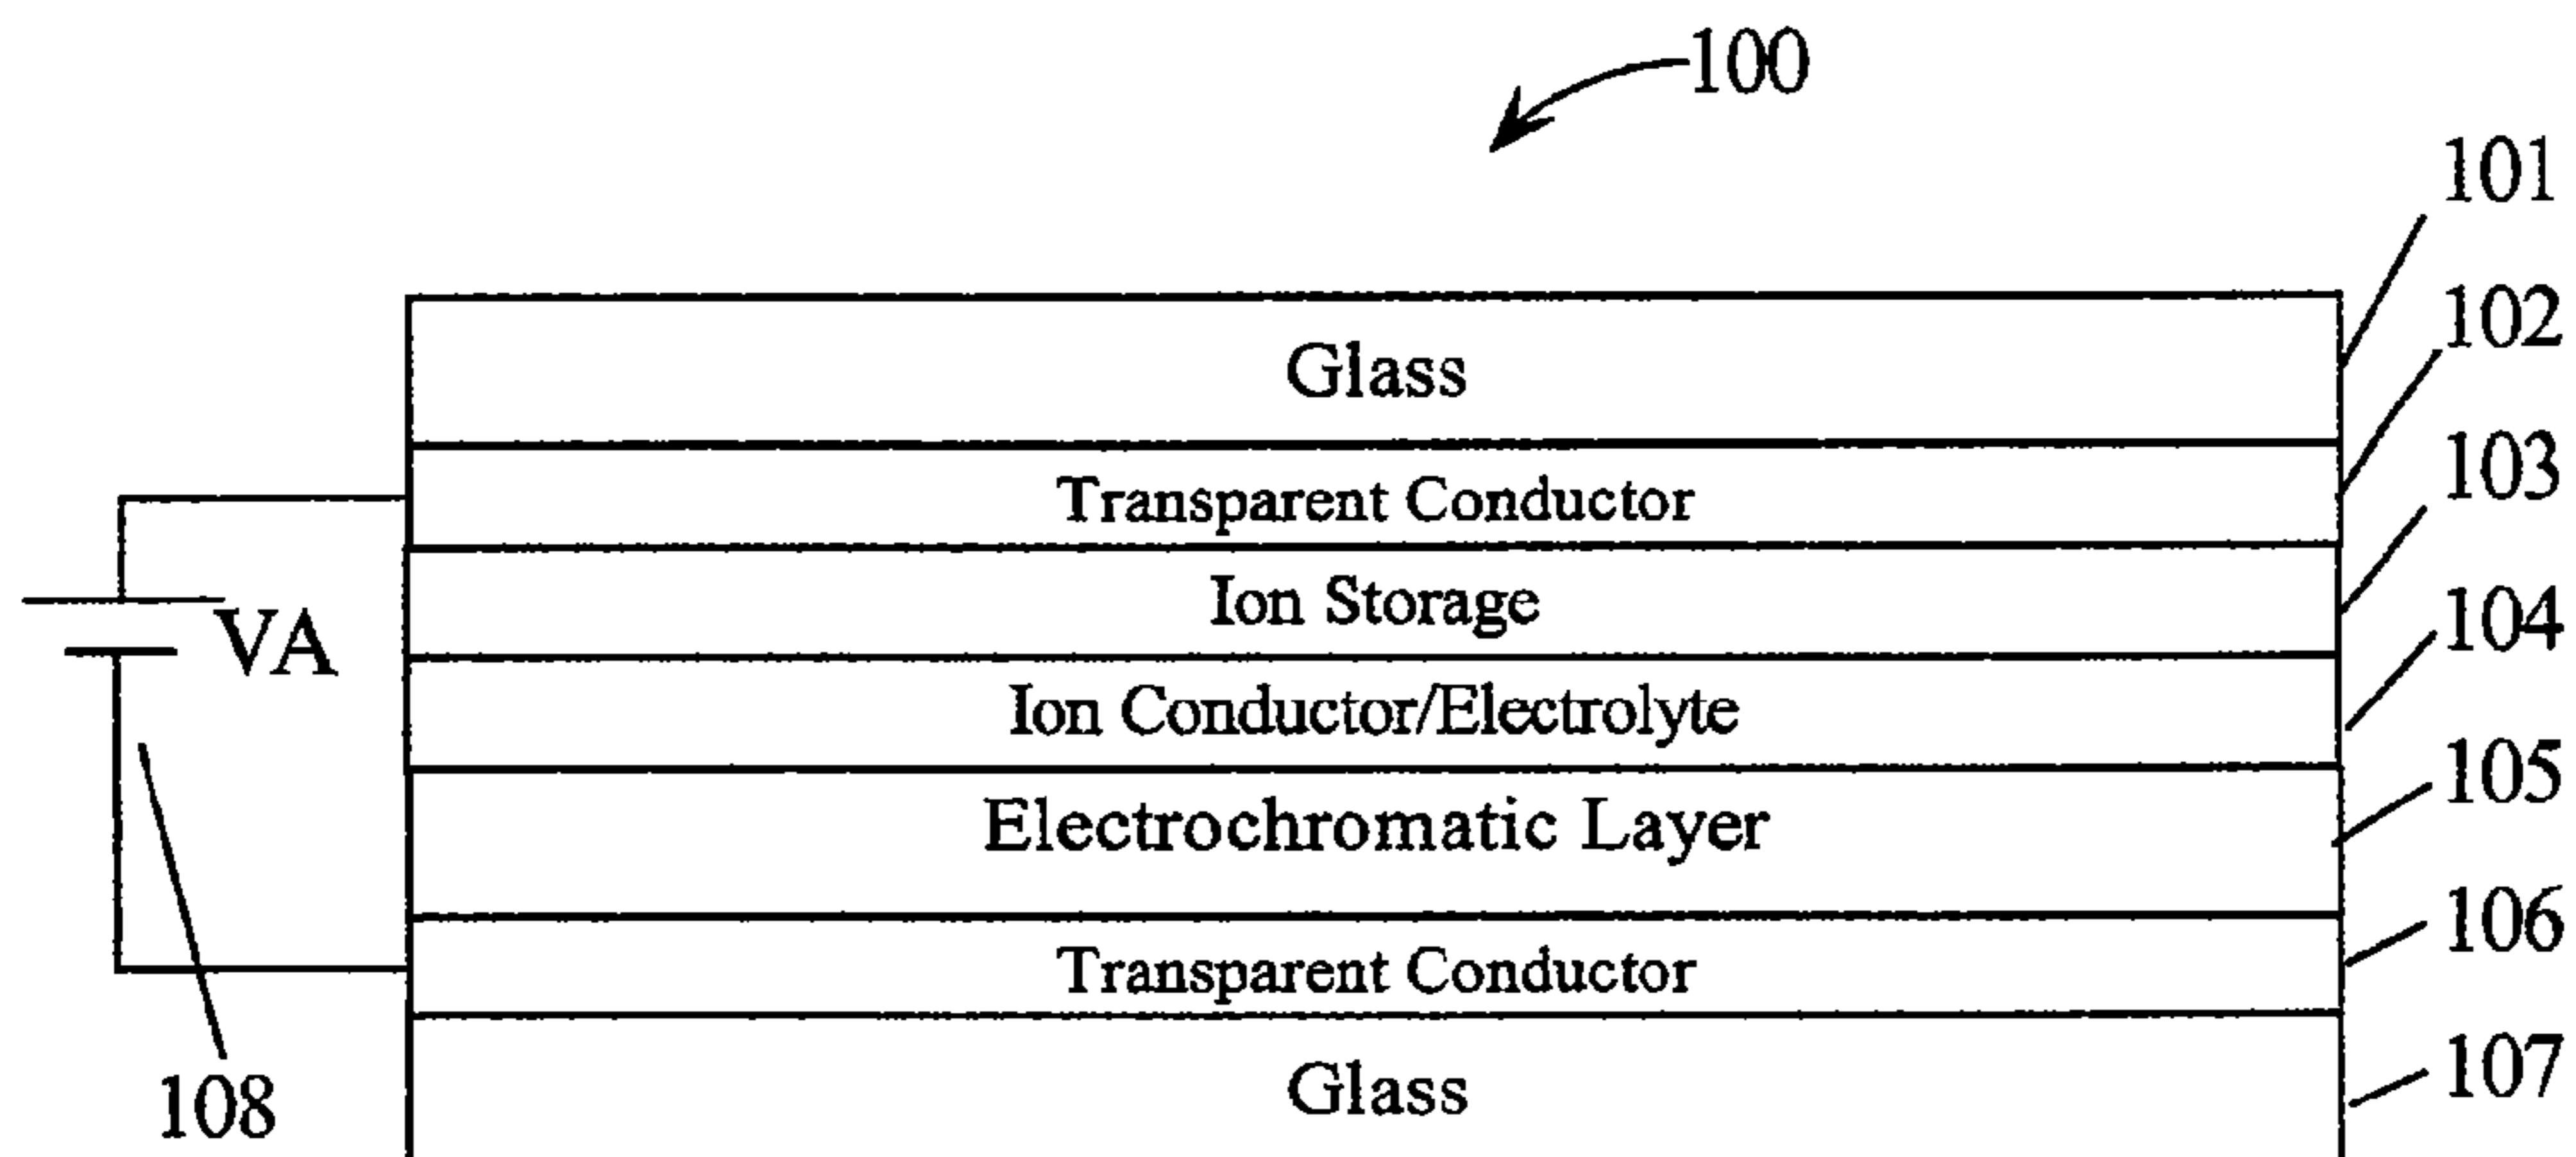 100
101
Glass
102
Transparent Conductor
103
Ion Storage
VA
104
Ion Conductor/Electrolyte
105
Electrochromatic Layer
106
Transparent Conductor
107
Glass
108